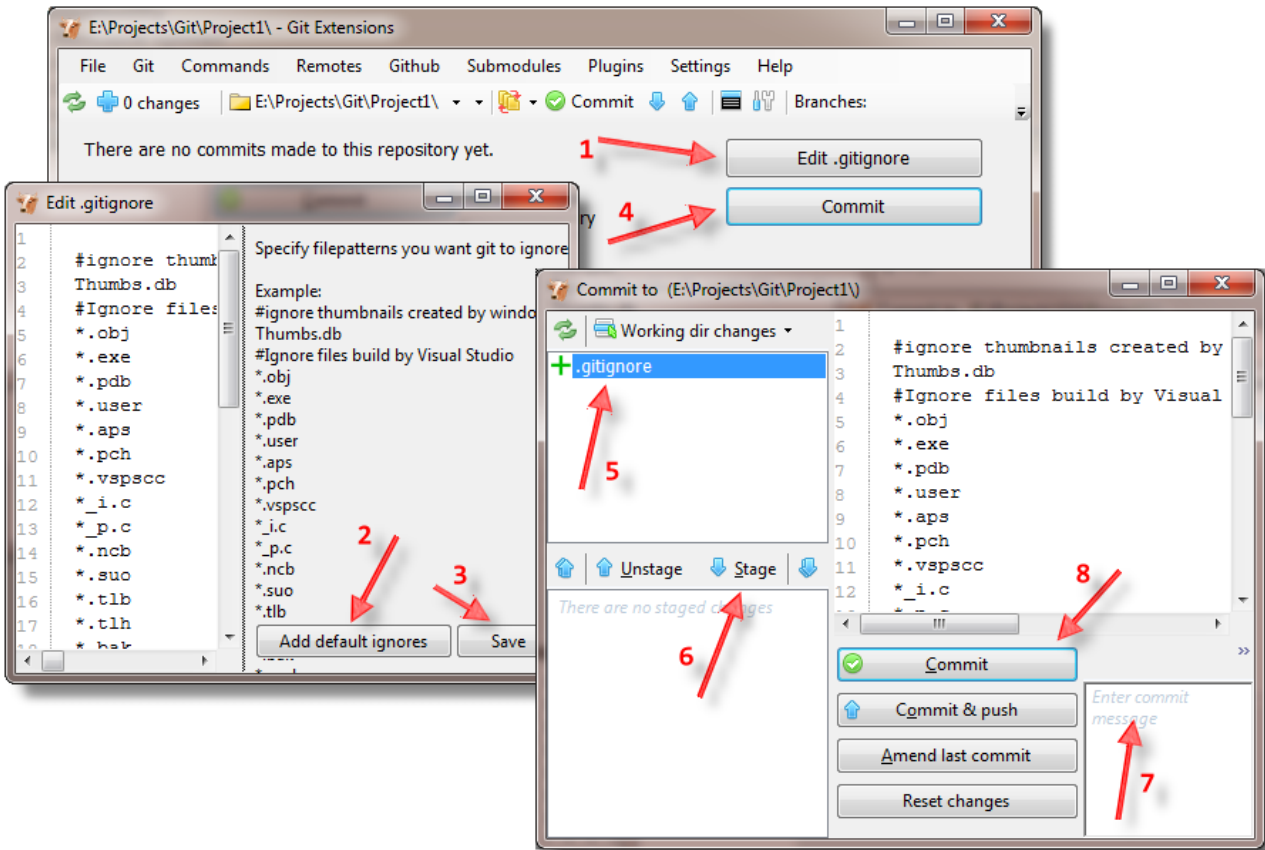 E:\Projects\Git\Project1\ - Git Extensions
File Git Commands Remotes Github Submodules Plugins Settings Help
0 changes E:\Projects\Git\Project1\ Commit Branches:
There are no commits made to this repository yet.
1
Edit .gitignore
4
Commit
ry
Edit .gitignore
1
2 #ignore thumb
3 Thumbs.db
4 #Ignore files
5 *.obj
6 *.exe
7 *.pdb
8 *.user
9 *.aps
10 *.pch
11 *.vspscc
12 *_i.c
13 *_p.c
14 *.ncb
15 *.suo
16 *.tlb
17 *.tlh
*.bak
Specify filepatterns you want git to ignore
Example:
#ignore thumbnails created by windo
Thumbs.db
#Ignore files build by Visual Studio
*.obj
*.exe
*.pdb
*.user
*.aps
*.pch
*.vspscc
*_i.c
*_p.c
*.ncb
*.suo
*.tlb
2
3
Add default ignores Save
Commit to (E:\Projects\Git\Project1\)
Working dir changes
.gitignore
5
Unstage Stage
There are no staged changes
6
1
2 #ignore thumbnails created by
3 Thumbs.db
4 #Ignore files build by Visual
5 *.obj
6 *.exe
7 *.pdb
8 *.user
9 *.aps
10 *.pch
11 *.vspscc
12 *_i.c
8
Commit
Commit & push
Amend last commit
Reset changes
Enter commit
message
7